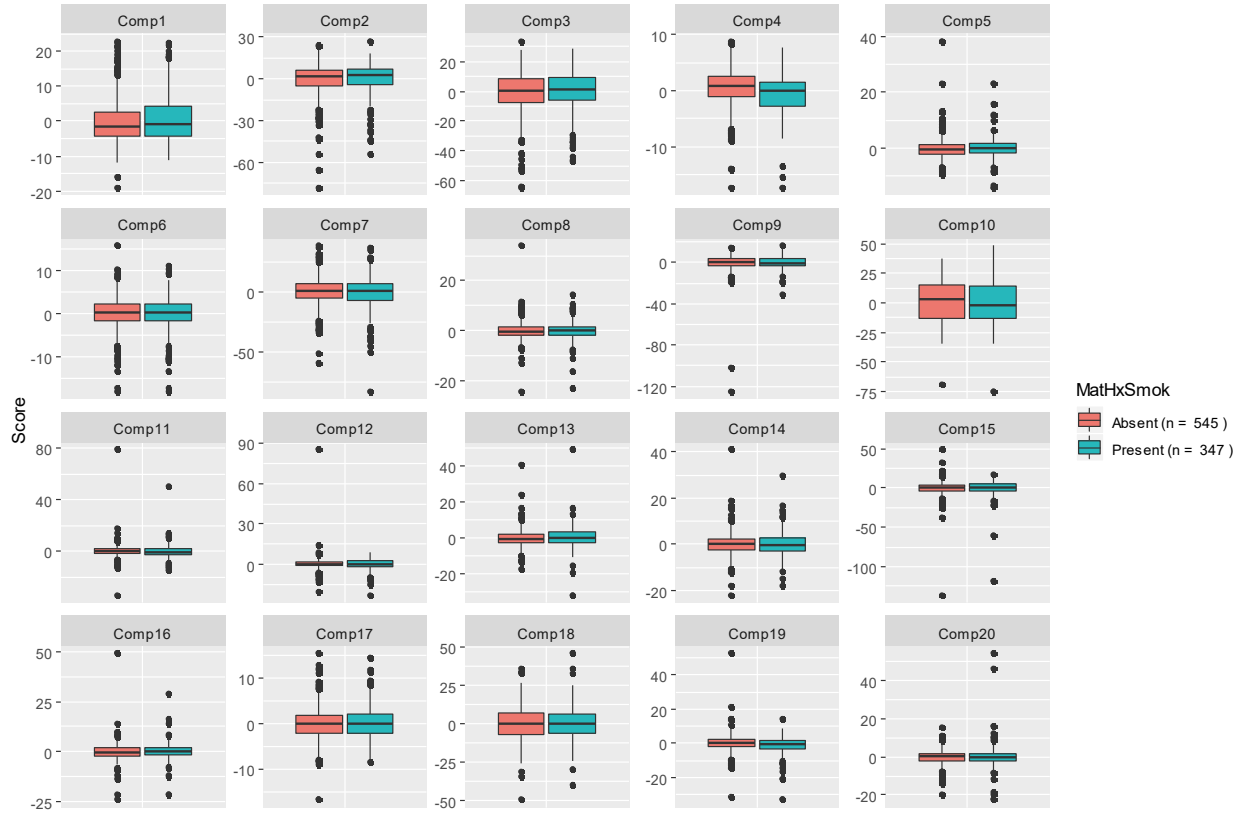 Comp1 Comp2 Comp3 Comp4 Comp5
20 10 0 -10 -20
30 0 -30 -60
20 0 -20 -40 -60
10 0 -10
40 20 0
Comp6 Comp7 Comp8 Comp9 Comp10
10 0 -10
0 -50
20 0 -20
0 -40 -80 -120
50 25 0 -25 -50 -75
Score
MatHxSmok
Absent (n = 545 )
Present (n = 347 )
Comp11 Comp12 Comp13 Comp14 Comp15
80 40 0
90 60 30 0
40 20 0 -20
40 20 0 -20
50 0 -50 -100
Comp16 Comp17 Comp18 Comp19 Comp20
50 25 0 -25
10 0 -10
50 25 0 -25 -50
40 20 0 -20
40 20 0 -20